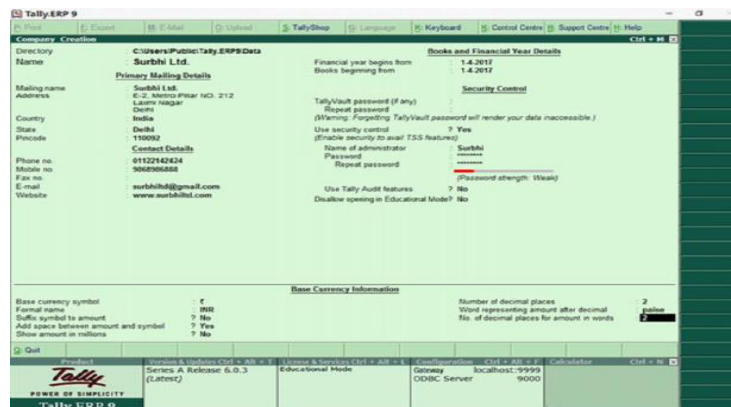 Tally.ERP 9
P: Print E: Export M: E-Mail O: Upload S: TallyShop G: Language K: Keyboard K: Control Centre H: Support Centre H: Help
Company Creation Ctrl + M
Directory : C:\Users\Public\Tally.ERP9\Data
Name : Surbhi Ltd.
Primary Mailing Details
Mailing name : Surbhi Ltd.
Address : E-2, Metro Pillar NO. 212
Laxmi Nagar
Delhi
Country : India
State : Delhi
Pincode : 110092
Contact Details
Phone no. : 01122142424
Mobile no : 9868986888
Fax no. :
E-mail : surbhiltd@gmail.com
Website : www.surbhiltd.com
Books and Financial Year Details
Financial year begins from : 1-4-2017
Books beginning from : 1-4-2017
Security Control
TallyVault password (if any) :
Repeat password :
(Warning: Forgetting TallyVault password will render your data inaccessible.)
Use security control ? Yes
(Enable security to avail TSS features)
Name of administrator : Surbhi
Password : ********
Repeat password : ********
(Password strength: Weak)
Use Tally Audit features ? No
Disallow opening in Educational Mode? No
Base Currency Information
Base currency symbol : ₹
Formal name : INR
Suffix symbol to amount ? No
Add space between amount and symbol ? Yes
Show amount in millions ? No
Number of decimal places : 2
Word representing amount after decimal : paise
No. of decimal places for amount in words : 2
Q: Quit
Product
Tally
POWER OF SIMPLICITY
Tally.ERP 9
Version & Updates Ctrl + Alt + T
Series A Release 6.0.3
(Latest)
License & Services Ctrl + Alt + L
Educational Mode
Configuration Ctrl + Alt + F
Gateway localhost:9999
ODBC Server 9000
Calculator Ctrl + N